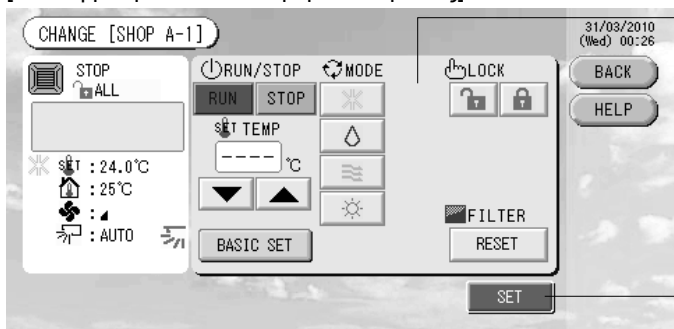 CHANGE [SHOP A-1]
31/03/2010
(Wed) 00:26
STOP
ALL
SET : 24.0℃
: 25℃
:
: AUTO
RUN/STOP
RUN STOP
SET TEMP
---- ℃
BASIC SET
MODE
LOCK
FILTER
RESET
BACK
HELP
SET